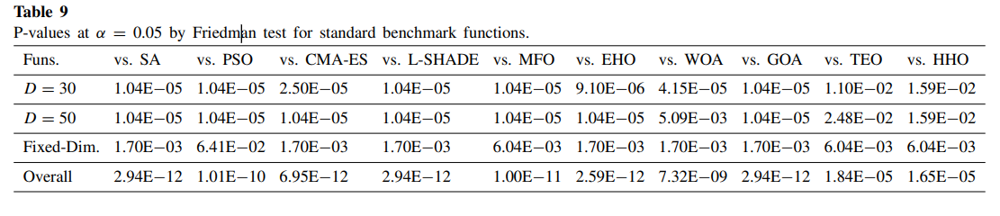 Table 9
P-values at α = 0.05 by Friedman test for standard benchmark functions.
Funs. vs. SA vs. PSO vs. CMA-ES vs. L-SHADE vs. MFO vs. EHO vs. WOA vs. GOA vs. TEO vs. HHO
D = 30 1.04E−05 1.04E−05 2.50E−05 1.04E−05 1.04E−05 9.10E−06 4.15E−05 1.04E−05 1.10E−02 1.59E−02
D = 50 1.04E−05 1.04E−05 1.04E−05 1.04E−05 1.04E−05 1.04E−05 5.09E−03 1.04E−05 2.48E−02 1.59E−02
Fixed-Dim. 1.70E−03 6.41E−02 1.70E−03 1.70E−03 6.04E−03 1.70E−03 1.70E−03 1.70E−03 6.04E−03 6.04E−03
Overall 2.94E−12 1.01E−10 6.95E−12 2.94E−12 1.00E−11 2.59E−12 7.32E−09 2.94E−12 1.84E−05 1.65E−05